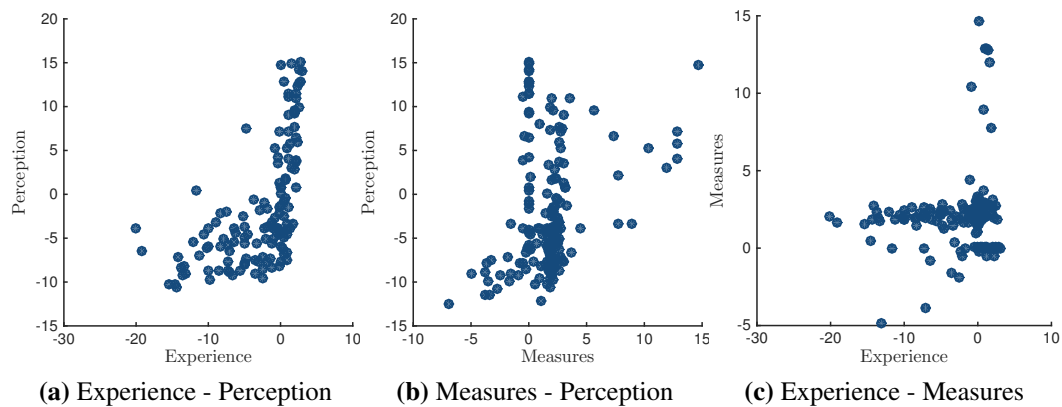 20
15
10
5
0
-5
-10
-15
-30 -20 -10 0 10
Perception
Experience
(a) Experience - Perception
20
15
10
5
0
-5
-10
-15
-10 -5 0 5 10 15
Perception
Measures
(b) Measures - Perception
15
10
5
0
-5
-30 -20 -10 0 10
Measures
Experience
(c) Experience - Measures